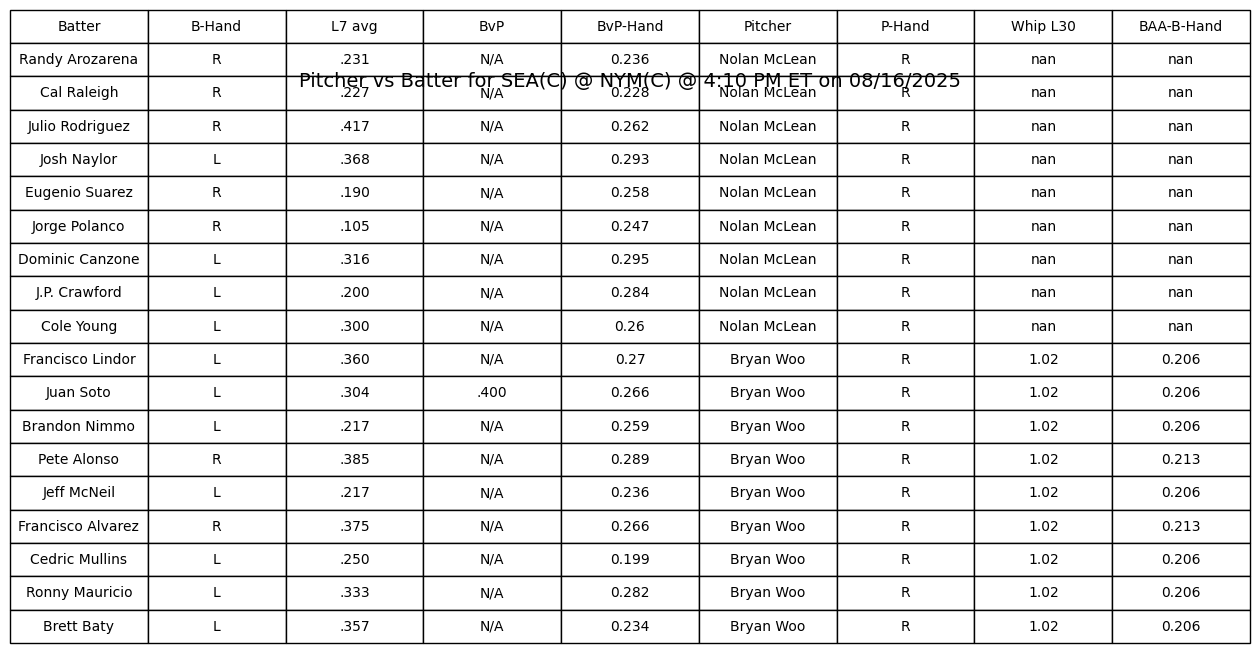 Batter B-Hand L7 avg BvP BvP-Hand Pitcher P-Hand Whip L30 BAA-B-Hand
Randy Arozarena R .231 N/A 0.236 Nolan McLean R nan nan
Pitcher vs Batter for SEA(C) @ NYM(C) @ 4:10 PM ET on 08/16/2025
Cal Raleigh R .227 N/A 0.228 Nolan McLean R nan nan
Julio Rodriguez R .417 N/A 0.262 Nolan McLean R nan nan
Josh Naylor L .368 N/A 0.293 Nolan McLean R nan nan
Eugenio Suarez R .190 N/A 0.258 Nolan McLean R nan nan
Jorge Polanco R .105 N/A 0.247 Nolan McLean R nan nan
Dominic Canzone L .316 N/A 0.295 Nolan McLean R nan nan
J.P. Crawford L .200 N/A 0.284 Nolan McLean R nan nan
Cole Young L .300 N/A 0.26 Nolan McLean R nan nan
Francisco Lindor L .360 N/A 0.27 Bryan Woo R 1.02 0.206
Juan Soto L .304 .400 0.266 Bryan Woo R 1.02 0.206
Brandon Nimmo L .217 N/A 0.259 Bryan Woo R 1.02 0.206
Pete Alonso R .385 N/A 0.289 Bryan Woo R 1.02 0.213
Jeff McNeil L .217 N/A 0.236 Bryan Woo R 1.02 0.206
Francisco Alvarez R .375 N/A 0.266 Bryan Woo R 1.02 0.213
Cedric Mullins L .250 N/A 0.199 Bryan Woo R 1.02 0.206
Ronny Mauricio L .333 N/A 0.282 Bryan Woo R 1.02 0.206
Brett Baty L .357 N/A 0.234 Bryan Woo R 1.02 0.206